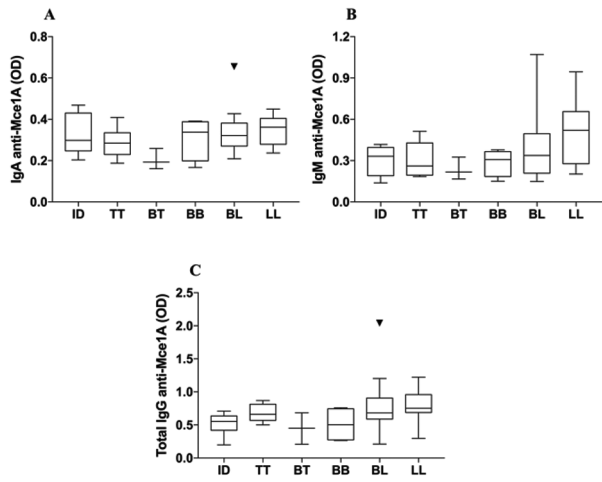 A
IgA anti-Mce1A (OD)
0.8
0.6
0.4
0.2
0.0
ID TT BT BB BL LL
B
IgM anti-Mce1A (OD)
1.2
0.9
0.6
0.3
0.0
ID TT BT BB BL LL
C
Total IgG anti-Mce1A (OD)
2.5
2.0
1.5
1.0
0.5
0.0
ID TT BT BB BL LL